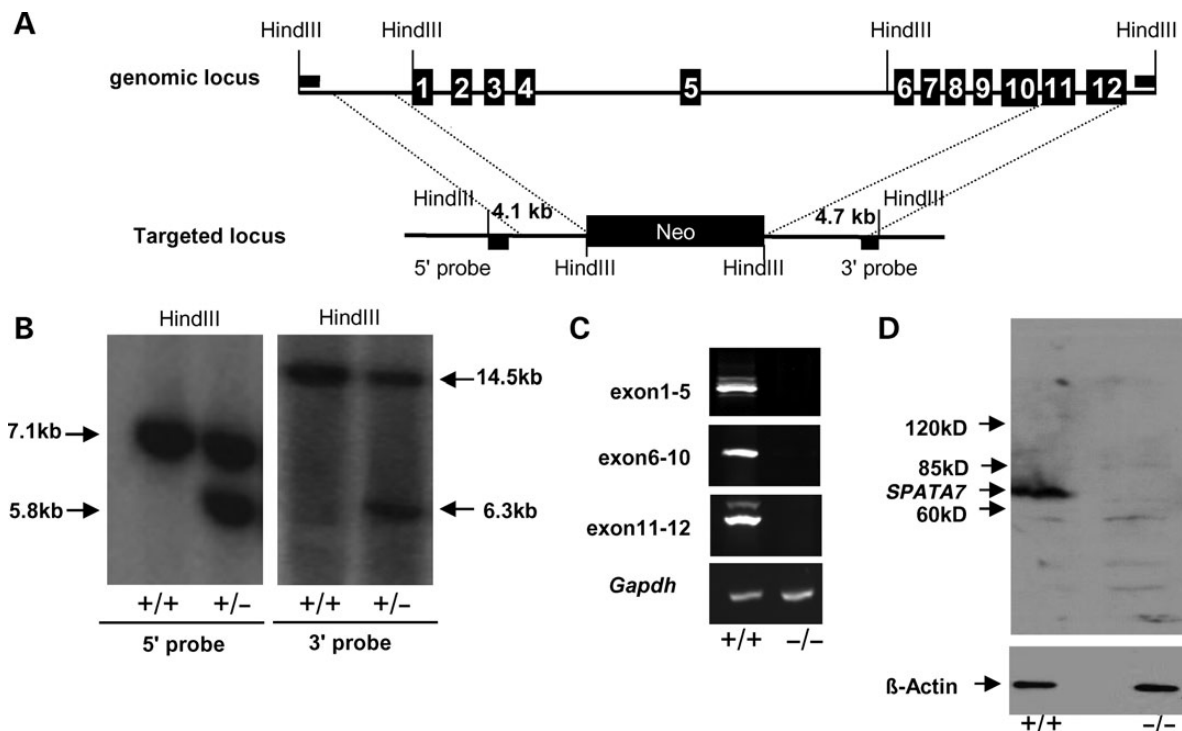 A
HindIII HindIII HindIII HindIII
genomic locus
1 2 3 4 5 6 7 8 9 10 11 12
HindIII 4.1 kb 4.7 kb HindIII
Targeted locus
Neo
5' probe HindIII HindIII 3' probe
B
HindIII HindIII
7.1kb
5.8kb
14.5kb
6.3kb
+/+ +/– +/+ +/–
5' probe 3' probe
C
exon1-5
exon6-10
exon11-12
Gapdh
+/+ –/–
D
120kD
85kD
SPATA7
60kD
ß-Actin
+/+ –/–